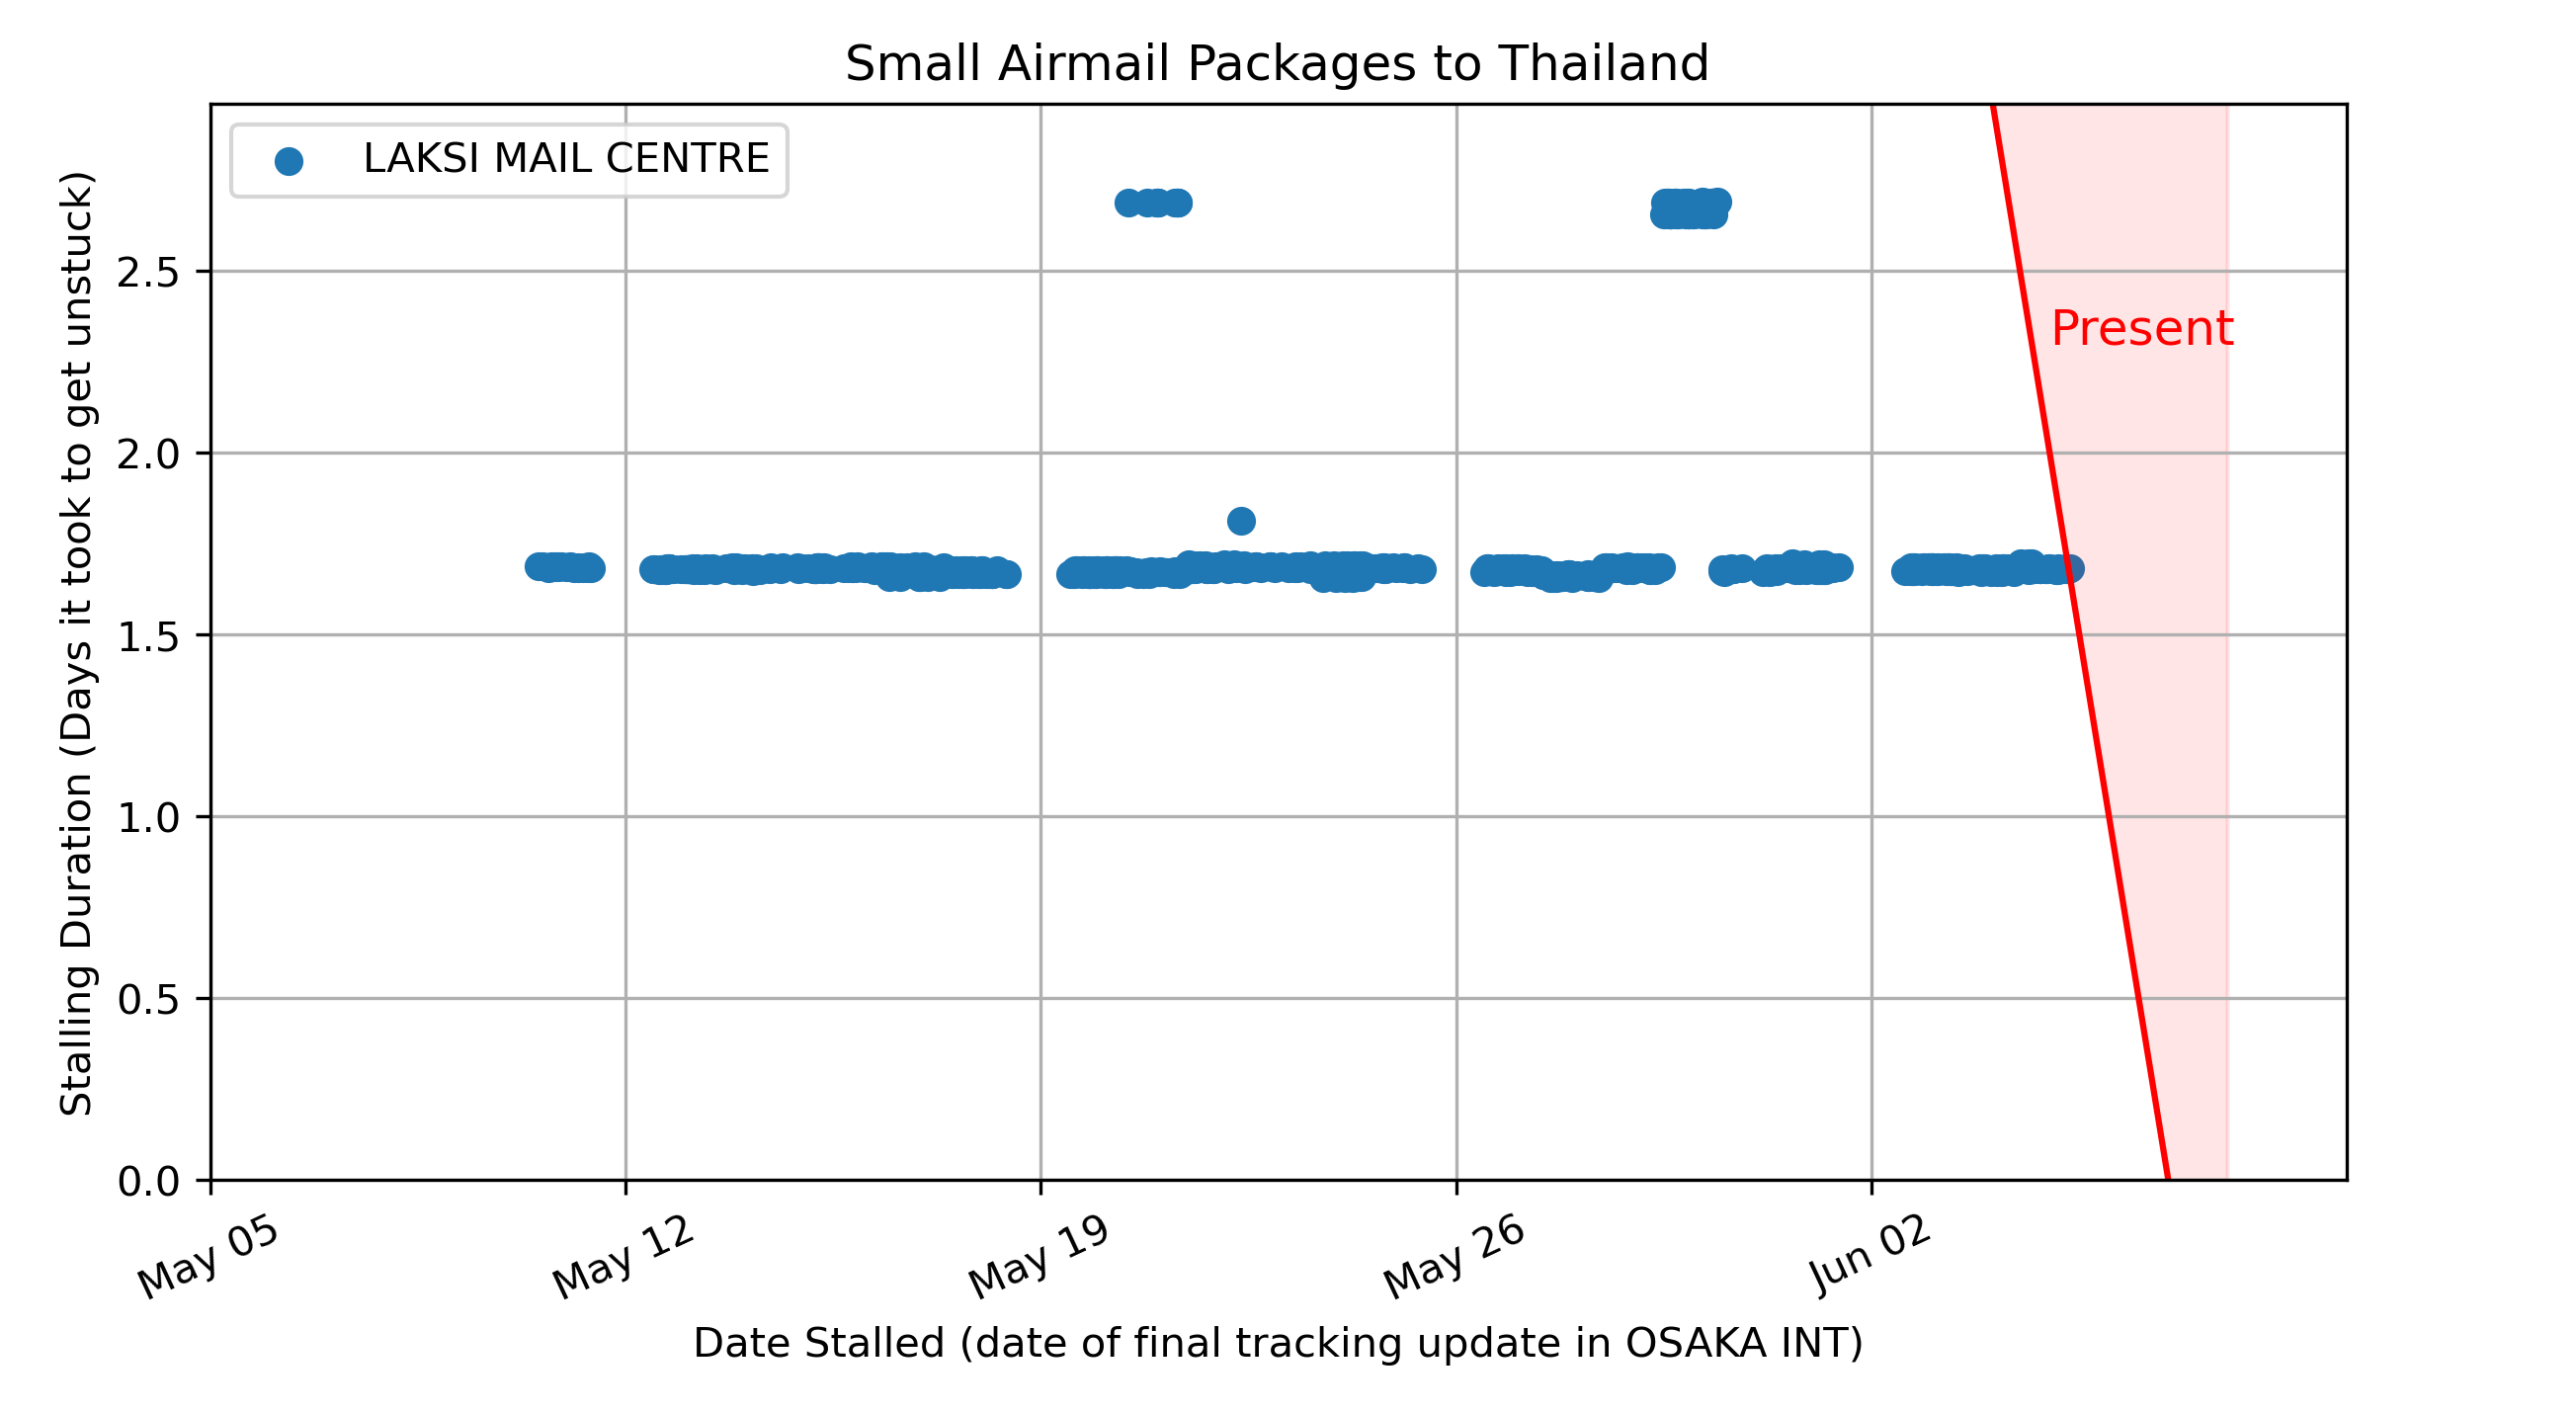 Small Airmail Packages to Thailand
LAKSI MAIL CENTRE
Present
Stalling Duration (Days it took to get unstuck)
2.5
2.0
1.5
1.0
0.5
0.0
May 05
May 12
May 19
May 26
Jun 02
Date Stalled (date of final tracking update in OSAKA INT)